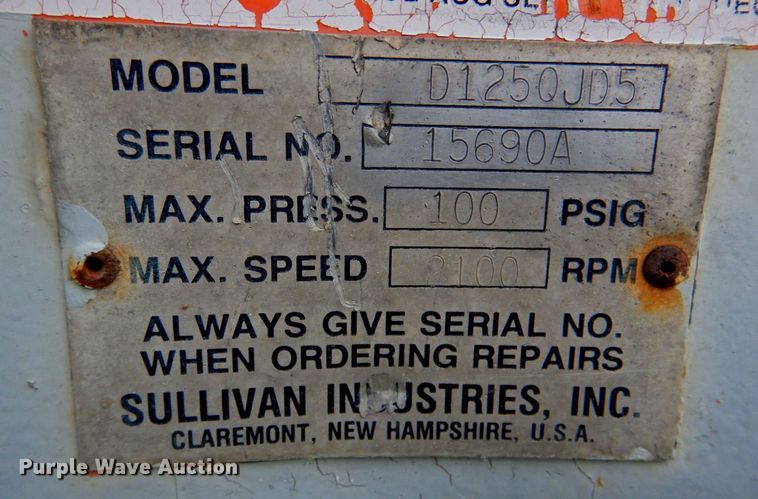 MODEL D125QJD5
SERIAL NO. 15690A
MAX. PRESS. 100 PSIG
MAX. SPEED 2100 RPM
ALWAYS GIVE SERIAL NO.
WHEN ORDERING REPAIRS
SULLIVAN INDUSTRIES, INC.
CLAREMONT, NEW HAMPSHIRE, U.S.A.
Purple Wave Auction